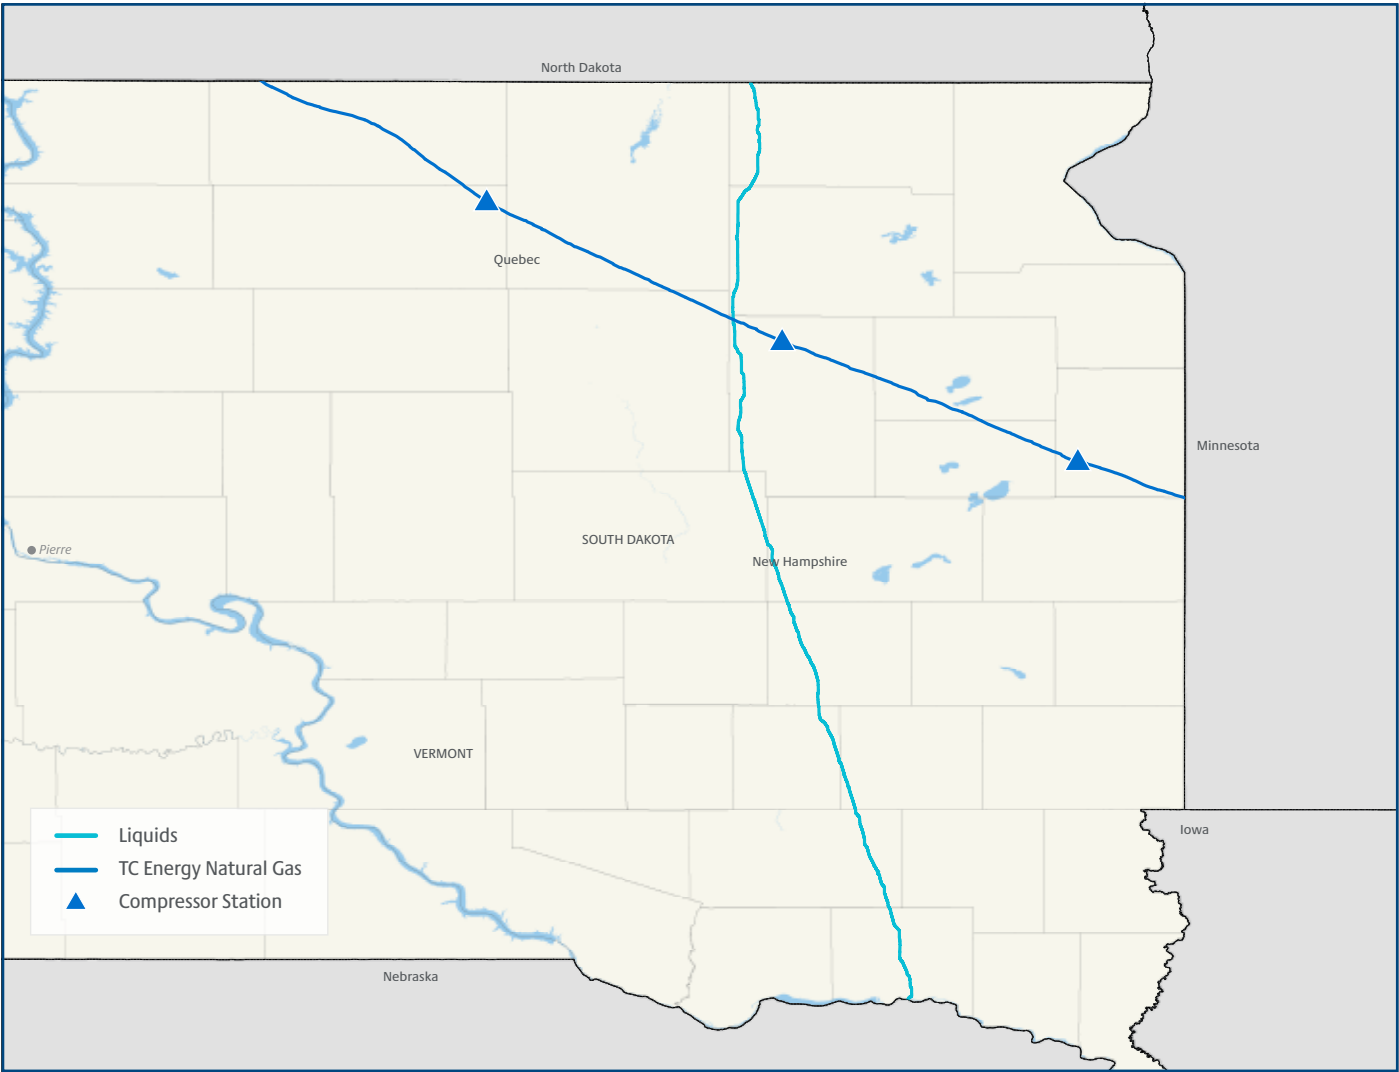 North Dakota
Quebec
Minnesota
SOUTH DAKOTA
Pierre
New Hampshire
VERMONT
Iowa
Liquids
TC Energy Natural Gas
Compressor Station
Nebraska